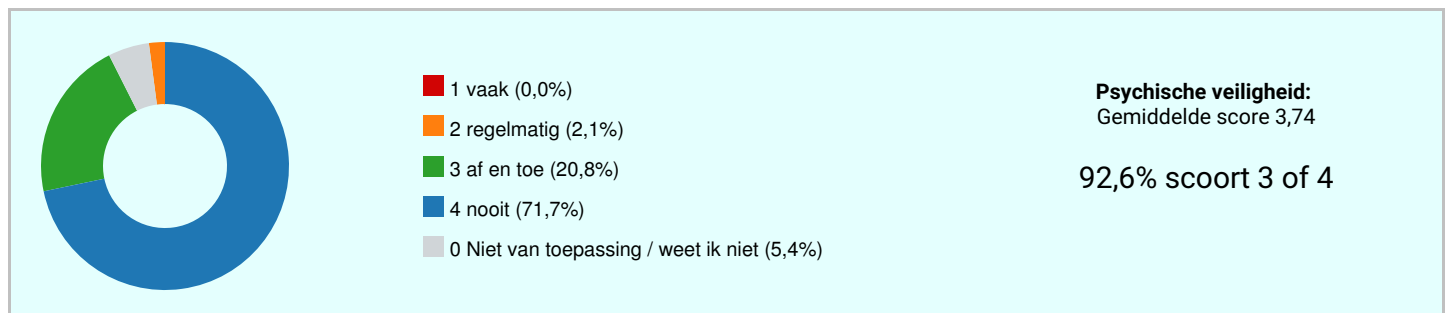 1 vaak (0,0%)
2 regelmatig (2,1%)
3 af en toe (20,8%)
4 nooit (71,7%)
0 Niet van toepassing / weet ik niet (5,4%)
Psychische veiligheid:
Gemiddelde score 3,74
92,6% scoort 3 of 4